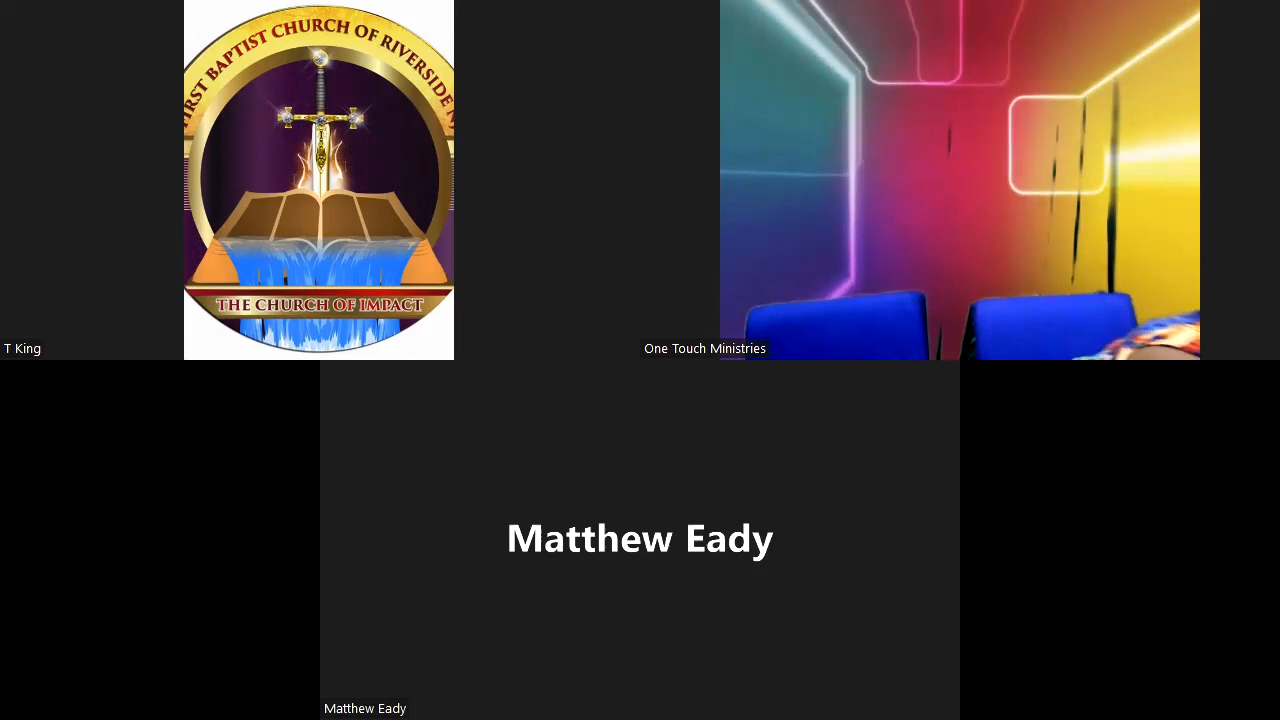 FIRST BAPTIST CHURCH OF RIVERSIDE
THE CHURCH OF IMPACT
T King
One Touch Ministries
Matthew Eady
Matthew Eady